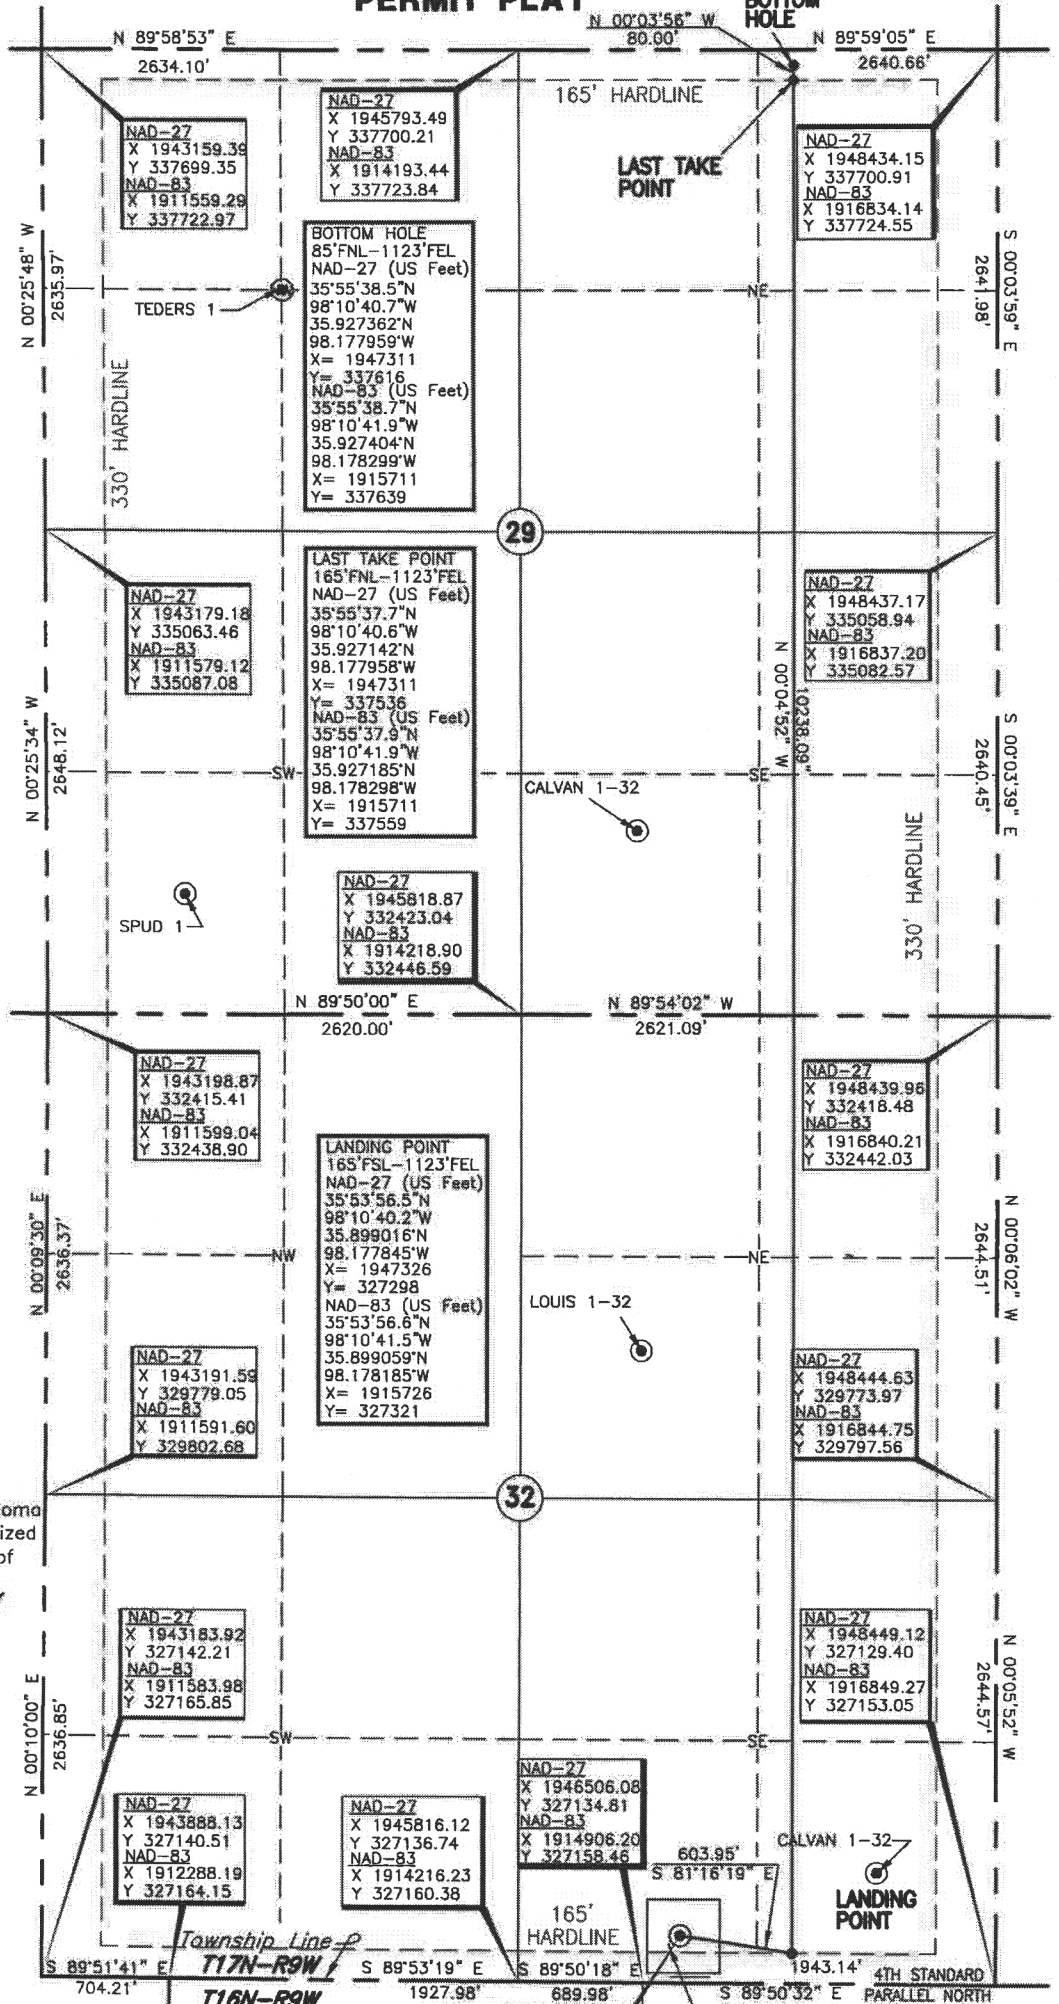 PERMIT PLAT
BOTTOM
HOLE
N 00°03'56" W
80.00'
N 89°58'53" E
2634.10'
N 89°59'05" E
2640.66'
165' HARDLINE
LAST TAKE
POINT
NAD-27
X 1943159.39
Y 337699.35
NAD-83
X 1911559.29
Y 337722.97
NAD-27
X 1945793.49
Y 337700.21
NAD-83
X 1914193.44
Y 337723.84
NAD-27
X 1948434.15
Y 337700.91
NAD-83
X 1916834.14
Y 337724.55
N 00°25'48" W
2635.97'
TEDERS 1
BOTTOM HOLE
85'FNL-1123'FEL
NAD-27 (US Feet)
35°55'38.5"N
98°10'40.7"W
35.927362°N
98.177959°W
X= 1947311
Y= 337616
NAD-83 (US Feet)
35°55'38.7"N
98°10'41.9"W
35.927404°N
98.178299°W
X= 1915711
Y= 337639
NE
S 00°03'59" E
2641.98'
330' HARDLINE
29
NAD-27
X 1943179.18
Y 335063.46
NAD-83
X 1911579.12
Y 335087.08
LAST TAKE POINT
165'FNL-1123'FEL
NAD-27 (US Feet)
35°55'37.7"N
98°10'40.6"W
35.927142°N
98.177958°W
X= 1947311
Y= 337536
NAD-83 (US Feet)
35°55'37.9"N
98°10'41.9"W
35.927185°N
98.178298°W
X= 1915711
Y= 337559
NAD-27
X 1948437.17
Y 335058.94
NAD-83
X 1916837.20
Y 335082.57
N 00°04'52" W
10238.09'
N 00°25'34" W
2648.12'
SW
SE
S 00°03'39" E
2640.45'
CALVAN 1-32
330' HARDLINE
SPUD 1
NAD-27
X 1945818.87
Y 332423.04
NAD-83
X 1914218.90
Y 332446.59
N 89°50'00" E
2620.00'
N 89°54'02" W
2621.09'
NAD-27
X 1943198.87
Y 332415.41
NAD-83
X 1911599.04
Y 332438.90
NAD-27
X 1948439.96
Y 332418.48
NAD-83
X 1916840.21
Y 332442.03
LANDING POINT
165'FSL-1123'FEL
NAD-27 (US Feet)
35°53'56.5"N
98°10'40.2"W
35.899016°N
98.177845°W
X= 1947326
Y= 327298
NAD-83 (US Feet)
35°53'56.6"N
98°10'41.5"W
35.899059°N
98.178185°W
X= 1915726
Y= 327321
N 00°09'30" E
2636.37'
NW
NE
N 00°06'02" W
2644.51'
LOUIS 1-32
NAD-27
X 1943191.59
Y 329779.05
NAD-83
X 1911591.60
Y 329802.68
NAD-27
X 1948444.63
Y 329773.97
NAD-83
X 1916844.75
Y 329797.56
32
oma
ized
of
NAD-27
X 1943183.92
Y 327142.21
NAD-83
X 1911583.98
Y 327165.85
NAD-27
X 1948449.12
Y 327129.40
NAD-83
X 1916849.27
Y 327153.05
N 00°10'00" E
2636.85'
SW
SE
N 00°05'52" W
2644.57'
NAD-27
X 1943888.13
Y 327140.51
NAD-83
X 1912288.19
Y 327164.15
NAD-27
X 1945816.12
Y 327136.74
NAD-83
X 1914216.23
Y 327160.38
NAD-27
X 1946506.08
Y 327134.81
NAD-83
X 1914906.20
Y 327158.46
603.95'
S 81°16'19" E
CALVAN 1-32
LANDING
POINT
165'
HARDLINE
Township Line
T17N-R9W
T16N-R9W
S 89°51'41" E
704.21'
S 89°53'19" E
1927.98'
S 89°50'18" E
689.98'
1943.14'
S 89°50'32" E
4TH STANDARD
PARALLEL NORTH